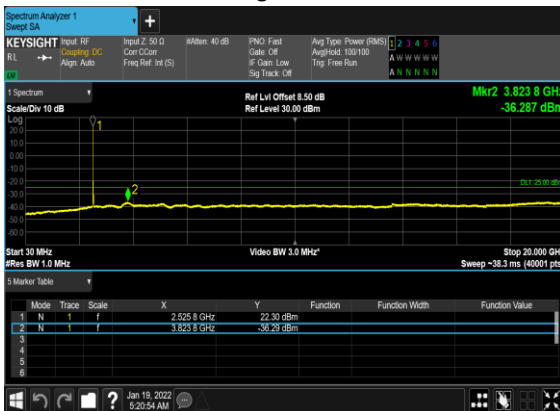 Spectrum Analyzer 1
Swept SA
KEYSIGHT Input: RF Input Z: 50 Ω #Atten: 40 dB PNO: Fast Avg Type: Power (RMS) 1 2 3 4 5 6
RL Coupling: DC Corr CCorr Gate: Off Avg|Hold: 100/100 A W W W W W
Align: Auto Freq Ref: Int (S) IF Gain: Low Trig: Free Run
Sig Track: Off A N N N N N
1 Spectrum Ref Lvl Offset 8.50 dB Mkr2 3.823 8 GHz
Scale/Div 10 dB Ref Level 30.00 dBm -36.287 dBm
Log
20.0
10.0
0.00
-10.0
-20.0
-30.0
-40.0
-50.0
-60.0
1
2
DL1 -25.00 dBm
Start 30 MHz Video BW 3.0 MHz* Stop 20.000 GHz
#Res BW 1.0 MHz Sweep ~38.3 ms (40001 pts)
5 Marker Table
Mode Trace Scale X Y Function Function Width Function Value
1 N 1 f 2.525 8 GHz 22.30 dBm
2 N 1 f 3.823 8 GHz -36.29 dBm
3
4
5
6
? Jan 19, 2022
5:20:54 AM